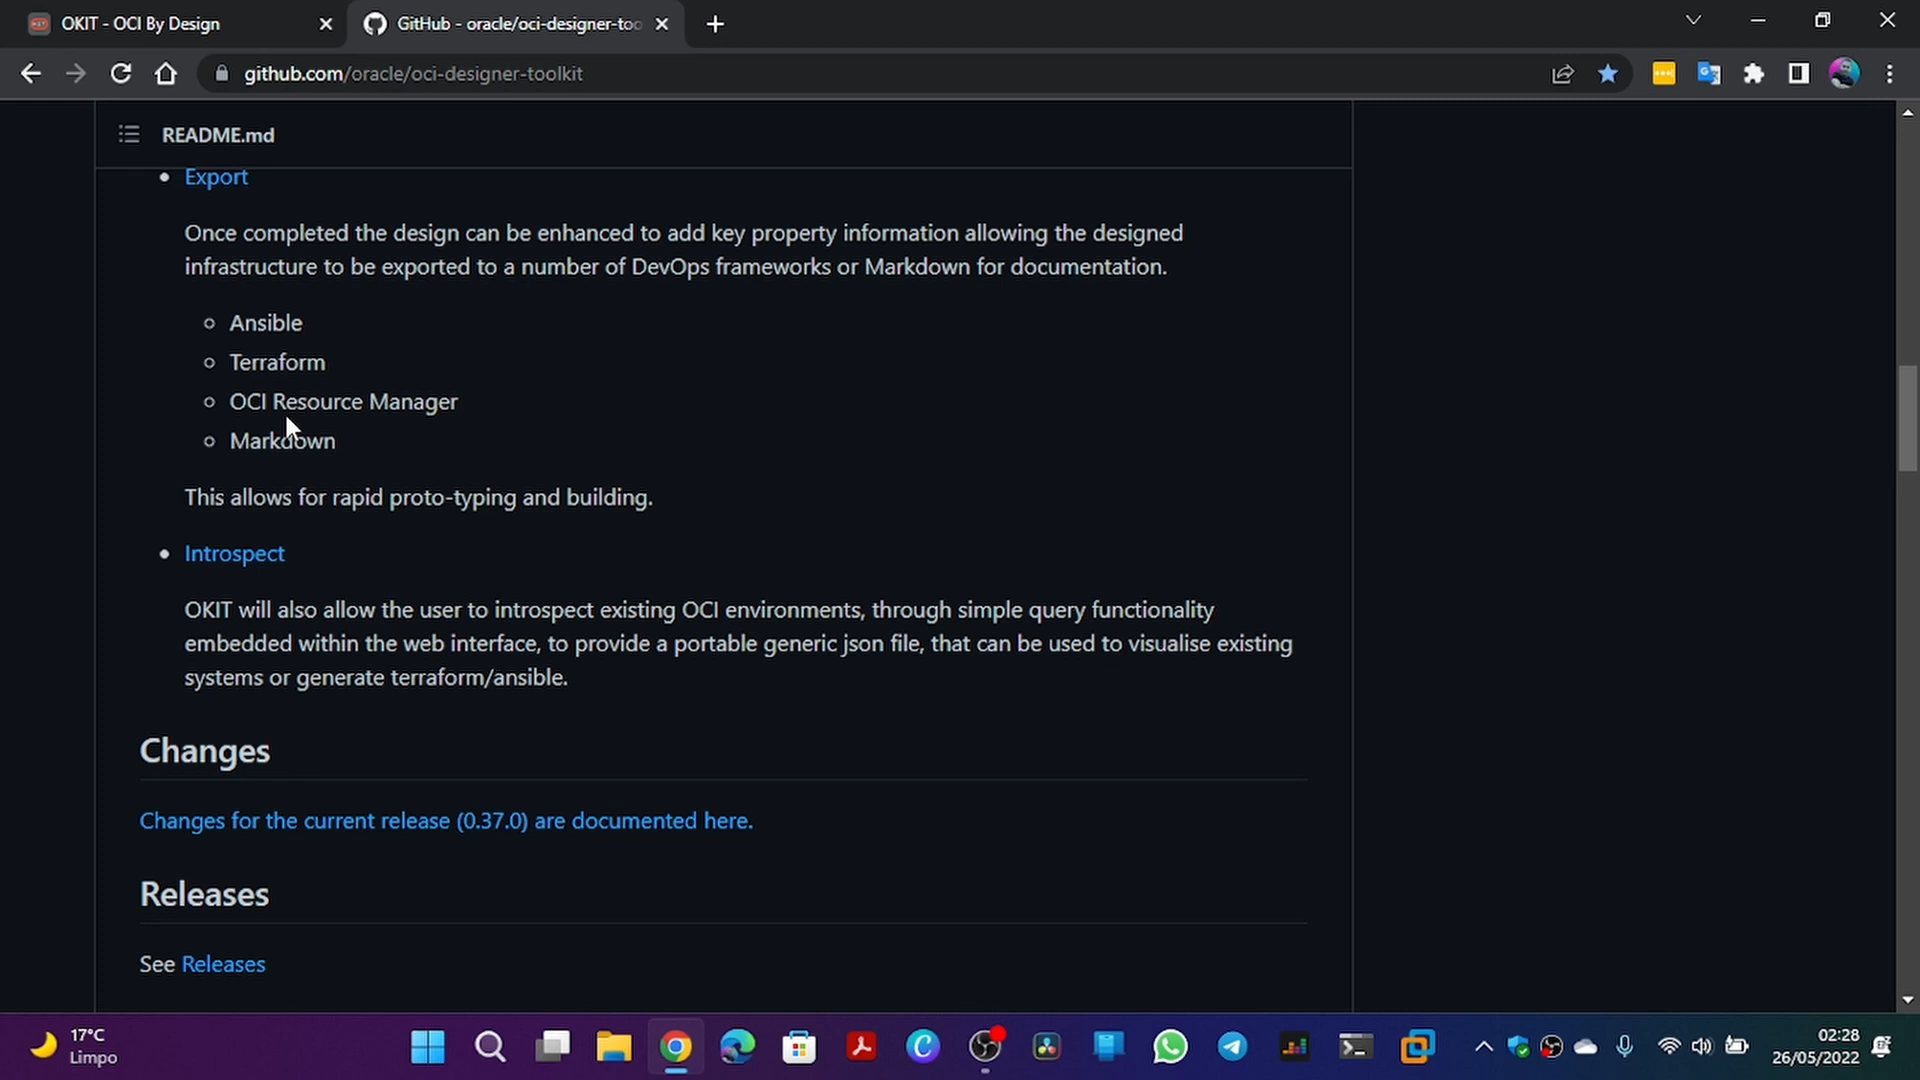 OKIT - OCI By Design
GitHub - oracle/oci-designer-too
github.com/oracle/oci-designer-toolkit
README.md
Export
Once completed the design can be enhanced to add key property information allowing the designed
infrastructure to be exported to a number of DevOps frameworks or Markdown for documentation.
Ansible
Terraform
OCI Resource Manager
Markdown
This allows for rapid proto-typing and building.
Introspect
OKIT will also allow the user to introspect existing OCI environments, through simple query functionality
embedded within the web interface, to provide a portable generic json file, that can be used to visualise existing
systems or generate terraform/ansible.
Changes
Changes for the current release (0.37.0) are documented here.
Releases
See Releases
17°C
Limpo
02:28
26/05/2022